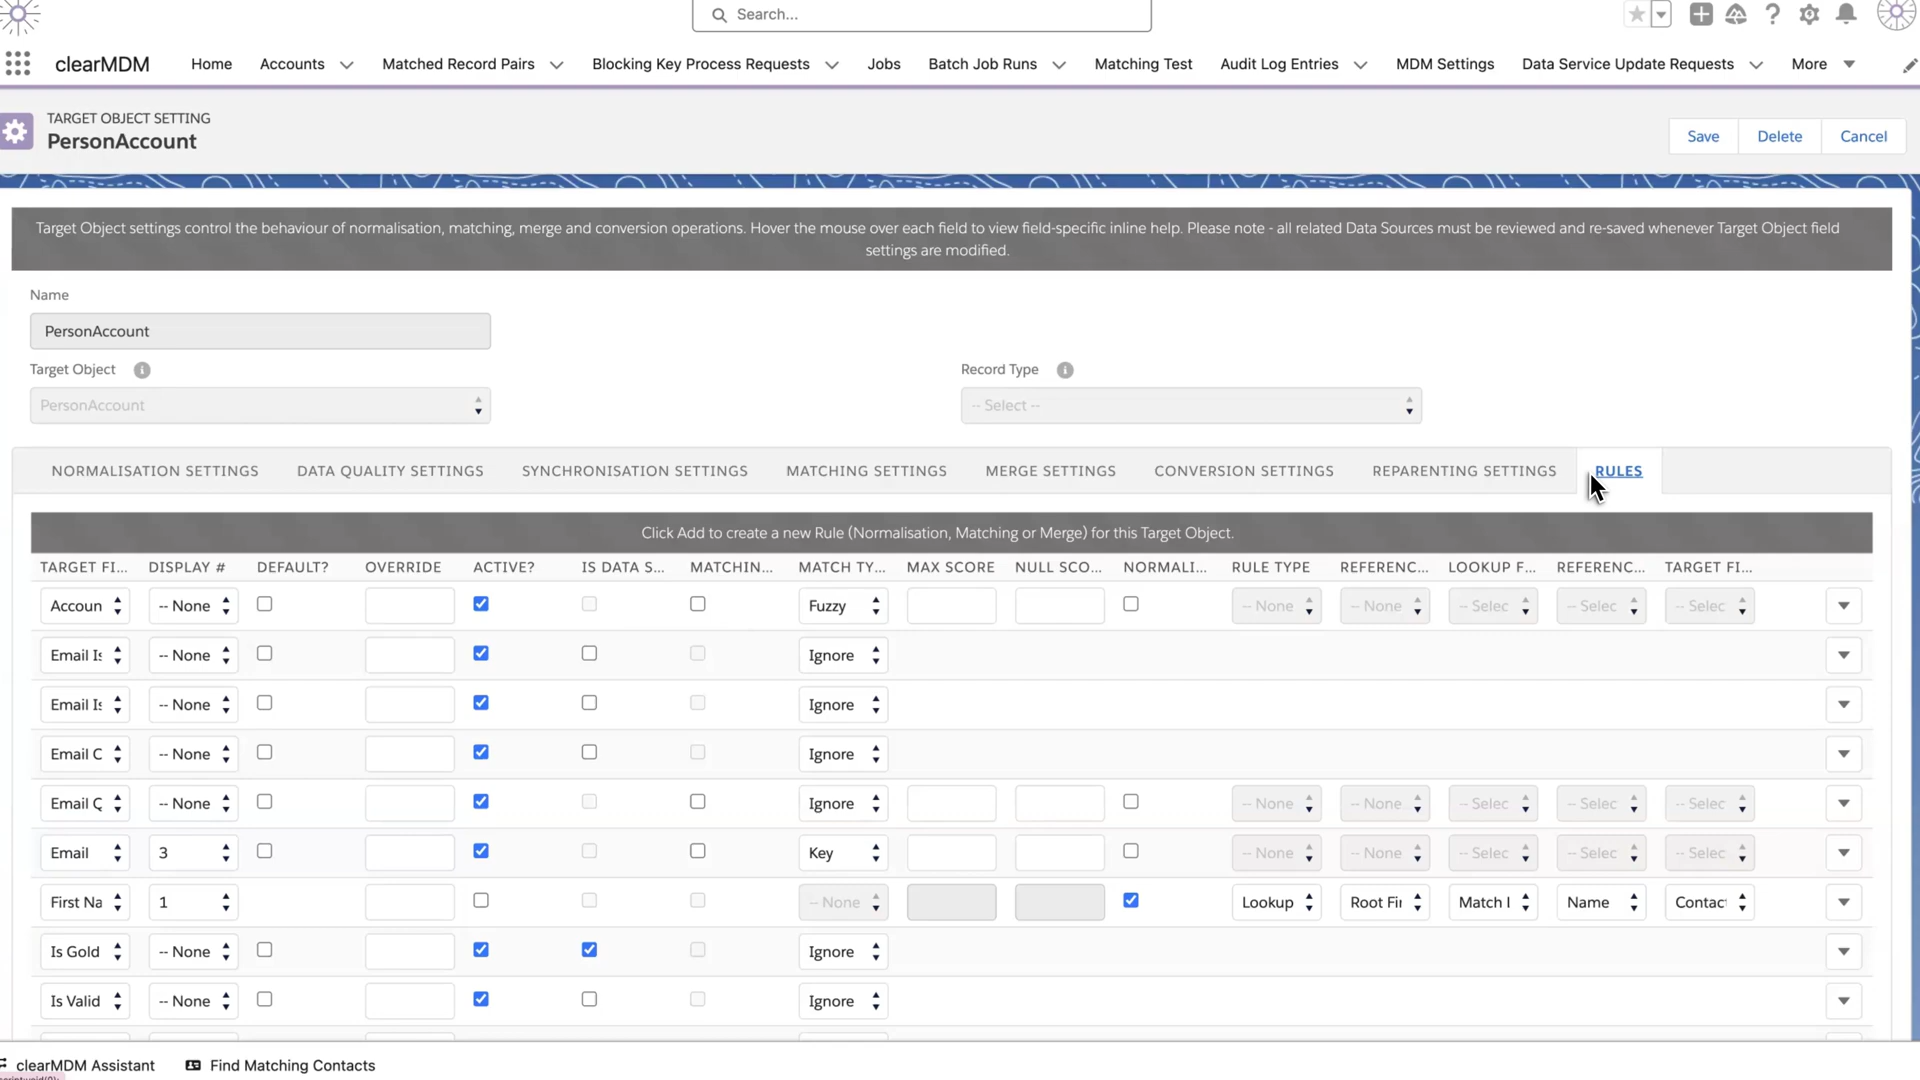 Search...
clearMDM Home Accounts Matched Record Pairs Blocking Key Process Requests Jobs Batch Job Runs Matching Test Audit Log Entries MDM Settings Data Service Update Requests More
TARGET OBJECT SETTING
PersonAccount
Save Delete Cancel
Target Object settings control the behaviour of normalisation, matching, merge and conversion operations. Hover the mouse over each field to view field-specific inline help. Please note - all related Data Sources must be reviewed and re-saved whenever Target Object field
settings are modified.
Name
PersonAccount
Target Object Record Type
PersonAccount -- Select --
NORMALISATION SETTINGS DATA QUALITY SETTINGS SYNCHRONISATION SETTINGS MATCHING SETTINGS MERGE SETTINGS CONVERSION SETTINGS REPARENTING SETTINGS RULES
Click Add to create a new Rule (Normalisation, Matching or Merge) for this Target Object.
TARGET FI... DISPLAY # DEFAULT? OVERRIDE ACTIVE? IS DATA S... MATCHIN... MATCH TY... MAX SCORE NULL SCO... NORMALI... RULE TYPE REFERENC... LOOKUP F... REFERENC... TARGET FI...
Accoun -- None Fuzzy -- None -- None -- Selec -- Selec -- Selec
Email Is -- None Ignore
Email Is -- None Ignore
Email C -- None Ignore
Email Q -- None Ignore -- None -- None -- Selec -- Selec -- Selec
Email 3 Key -- None -- None -- Selec -- Selec -- Selec
First Na 1 -- None Lookup Root Fir Match I Name Contac
Is Gold -- None Ignore
Is Valid -- None Ignore
clearMDM Assistant Find Matching Contacts